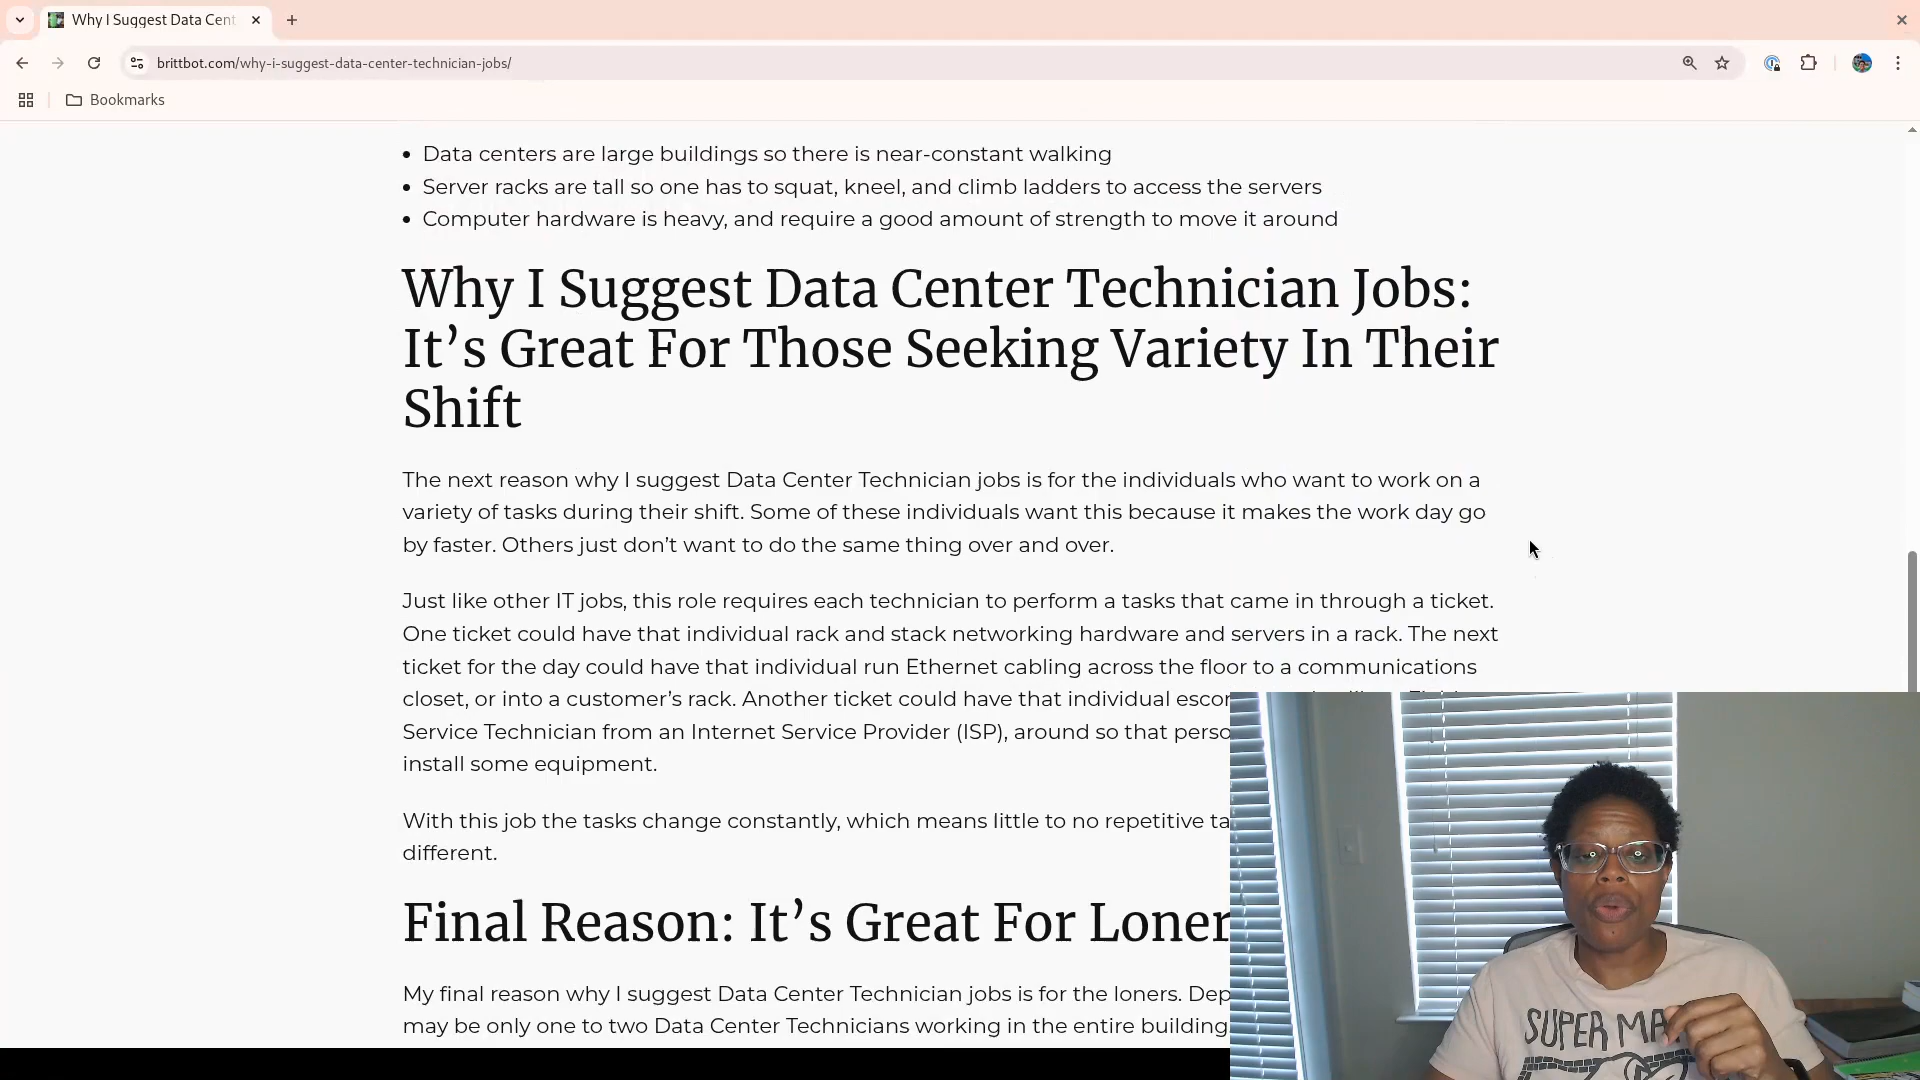 Why I Suggest Data Cent
brittbot.com/why-i-suggest-data-center-technician-jobs/
Bookmarks
Data centers are large buildings so there is near-constant walking
Server racks are tall so one has to squat, kneel, and climb ladders to access the servers
Computer hardware is heavy, and require a good amount of strength to move it around
Why I Suggest Data Center Technician Jobs:
It’s Great For Those Seeking Variety In Their
Shift
The next reason why I suggest Data Center Technician jobs is for the individuals who want to work on a
variety of tasks during their shift. Some of these individuals want this because it makes the work day go
by faster. Others just don’t want to do the same thing over and over.
Just like other IT jobs, this role requires each technician to perform a tasks that came in through a ticket.
One ticket could have that individual rack and stack networking hardware and servers in a rack. The next
ticket for the day could have that individual run Ethernet cabling across the floor to a communications
closet, or into a customer’s rack. Another ticket could have that individual escor
Service Technician from an Internet Service Provider (ISP), around so that perso
install some equipment.
With this job the tasks change constantly, which means little to no repetitive ta
different.
Final Reason: It’s Great For Loner
My final reason why I suggest Data Center Technician jobs is for the loners. Dep
may be only one to two Data Center Technicians working in the entire building
SUPER MA